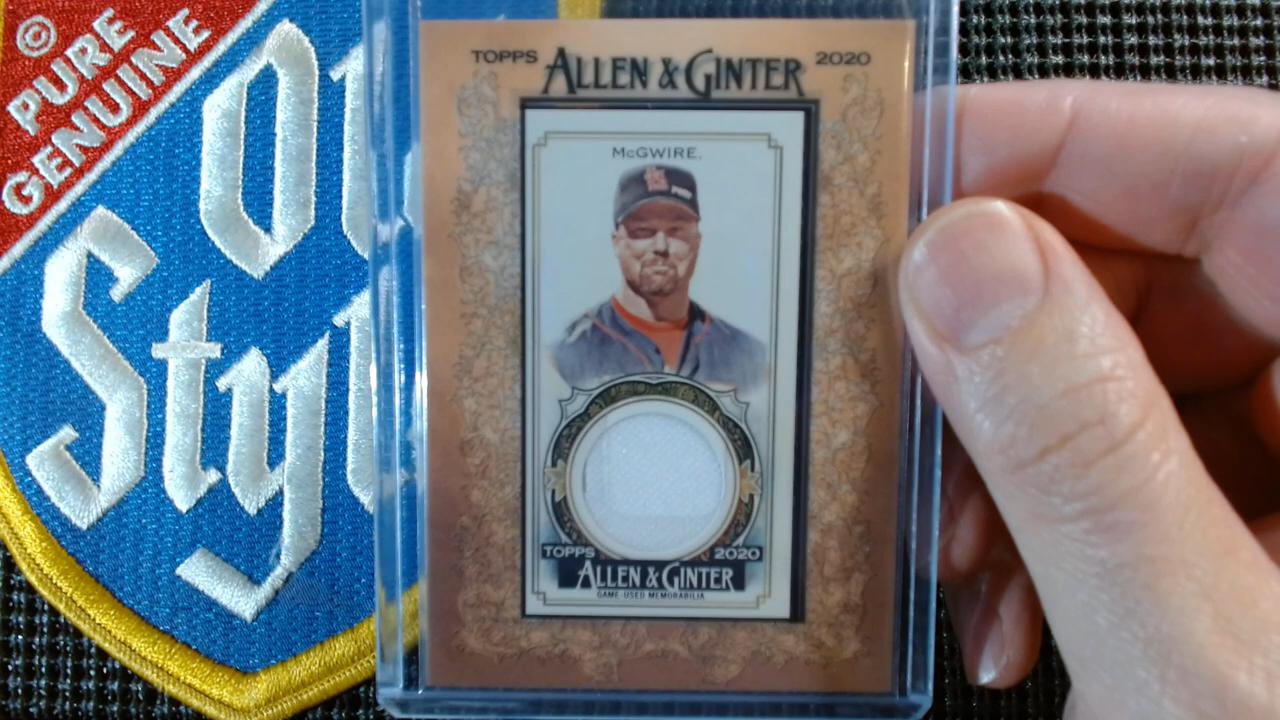 ©
PURE
GENUINE
Ol
Styl
TOPPS ALLEN & GINTER 2020
McGWIRE.
TOPPS 2020
ALLEN & GINTER
GAME-USED MEMORABILIA